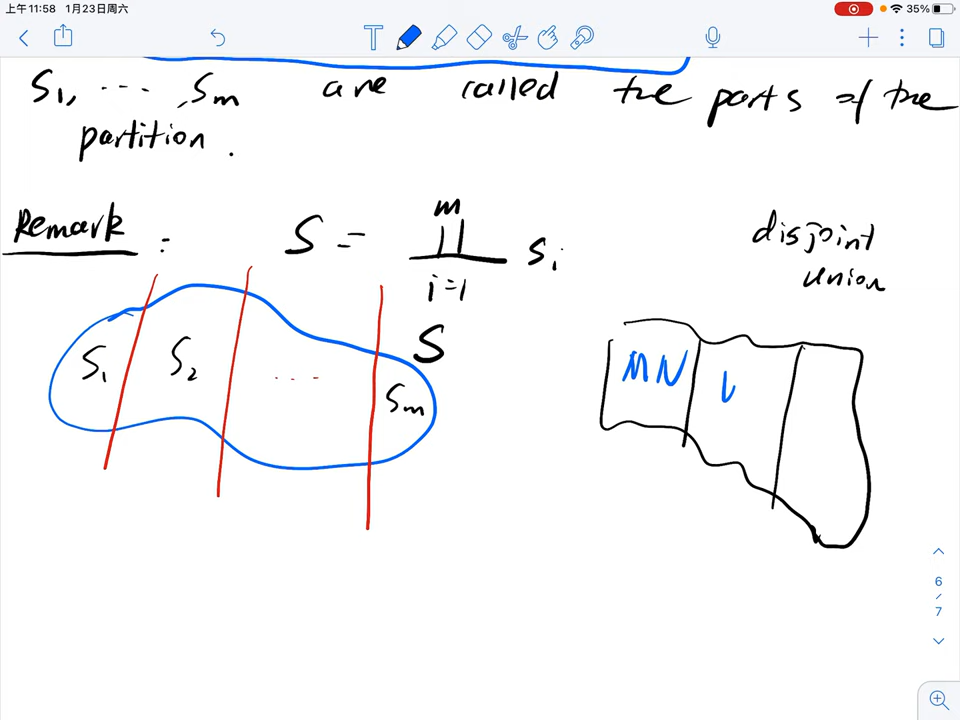 上午11:58 1月23日周六
35%
S1, ... , Sm are called the parts of the
partition.
Remark : S = ∐ᵢ₌₁ᵐ Si
disjoint
union
S
S1 S2 ... Sm
MN
6
/
7